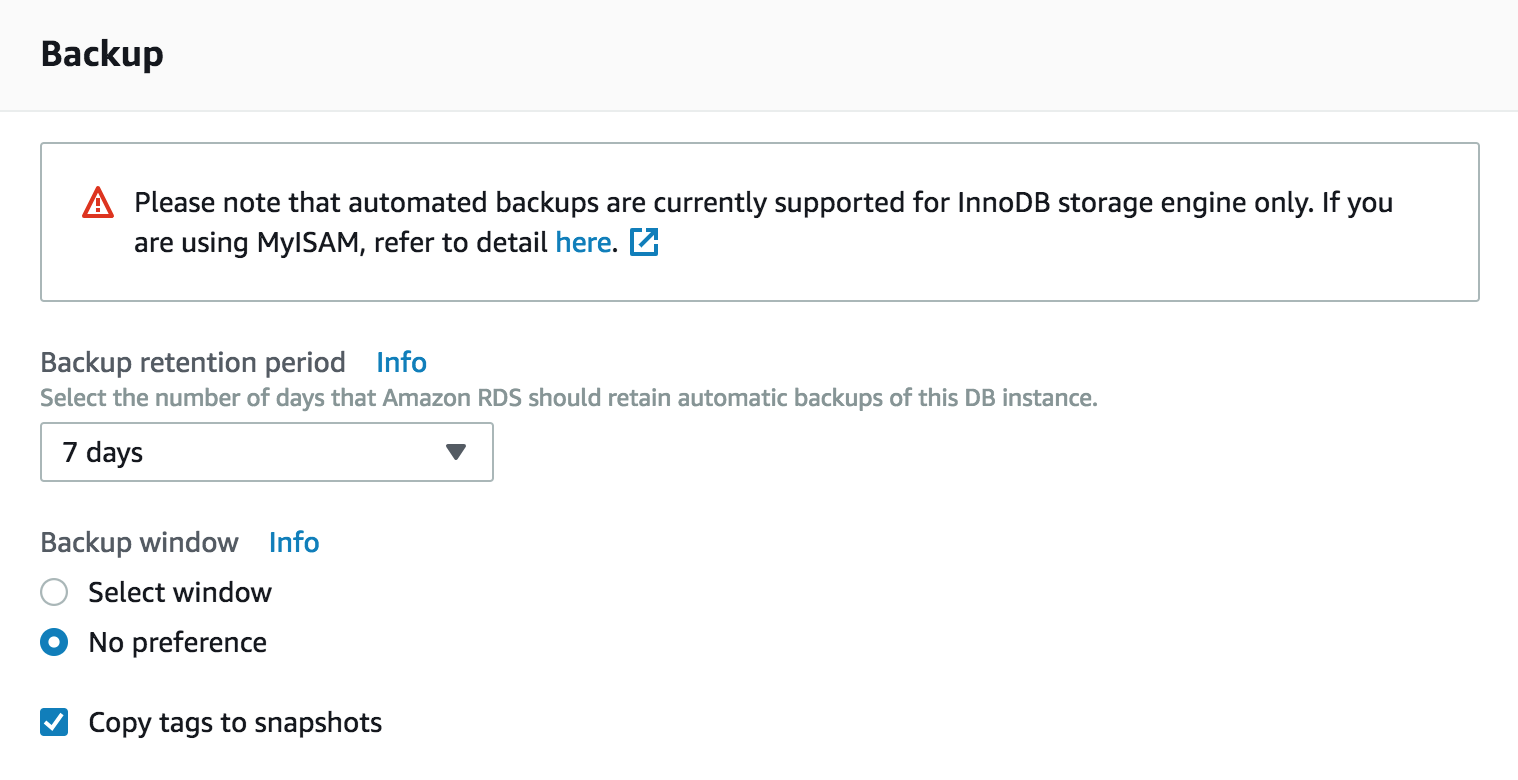 Backup
Please note that automated backups are currently supported for InnoDB storage engine only. If you
are using MyISAM, refer to detail here.
Backup retention period Info
Select the number of days that Amazon RDS should retain automatic backups of this DB instance.
7 days
Backup window Info
Select window
No preference
Copy tags to snapshots